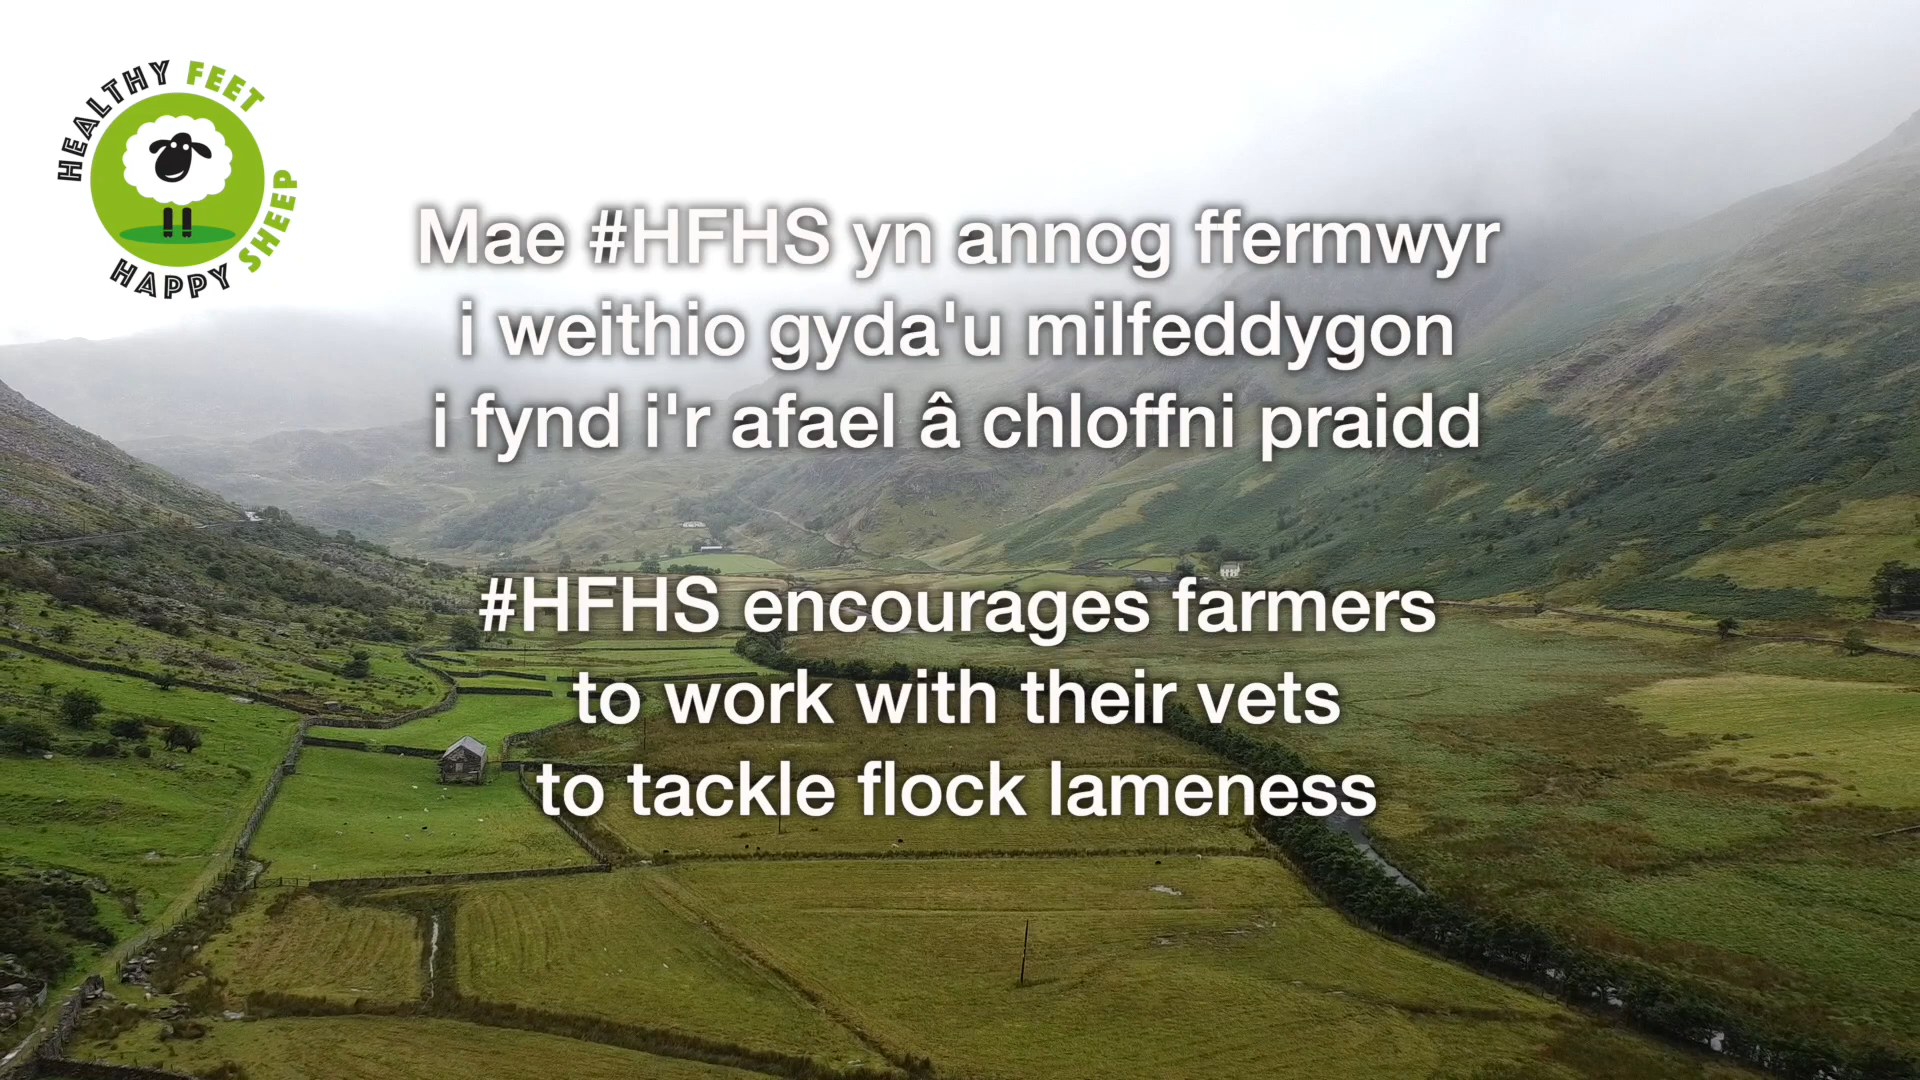 HEALTHY FEET
HAPPY SHEEP
Mae #HFHS yn annog ffermwyr
i weithio gyda'u milfeddygon
i fynd i'r afael â chloffni praidd
#HFHS encourages farmers
to work with their vets
to tackle flock lameness